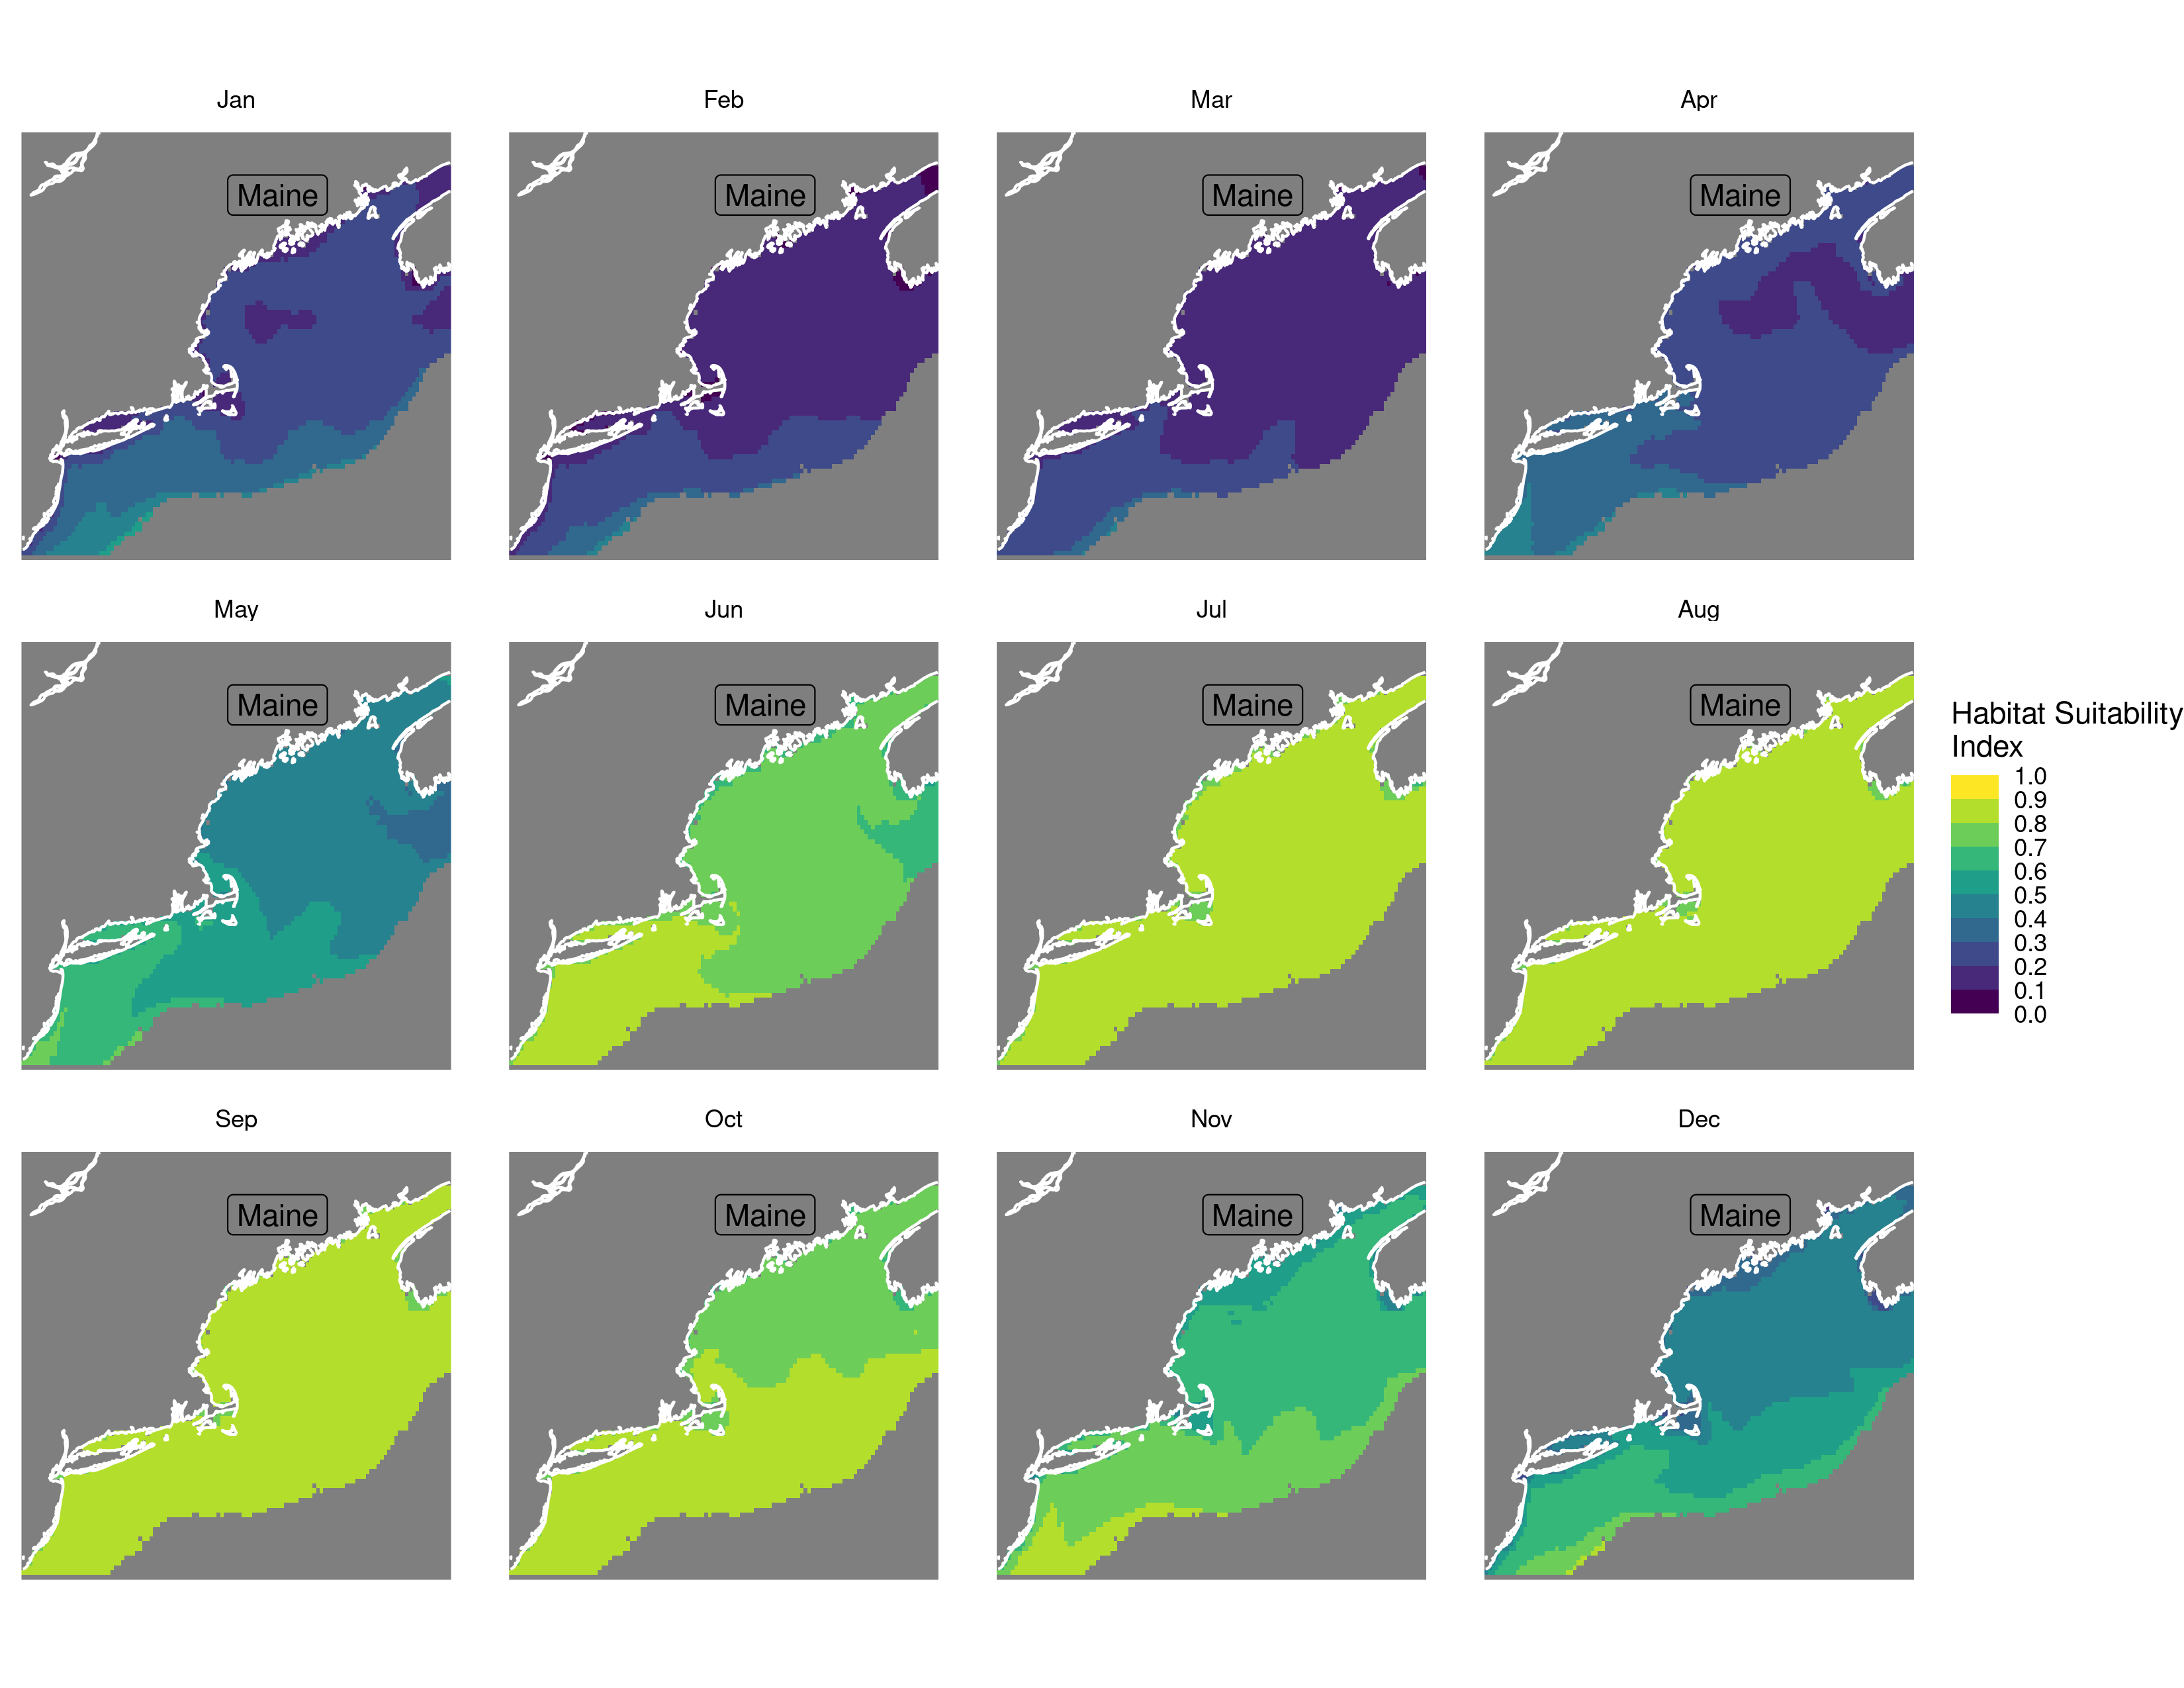 Jan Feb Mar Apr
Maine Maine Maine Maine
May Jun Jul Aug
Maine Maine Maine Maine
Habitat Suitability
Index
1.0
0.9
0.8
0.7
0.6
0.5
0.4
0.3
0.2
0.1
0.0
Sep Oct Nov Dec
Maine Maine Maine Maine